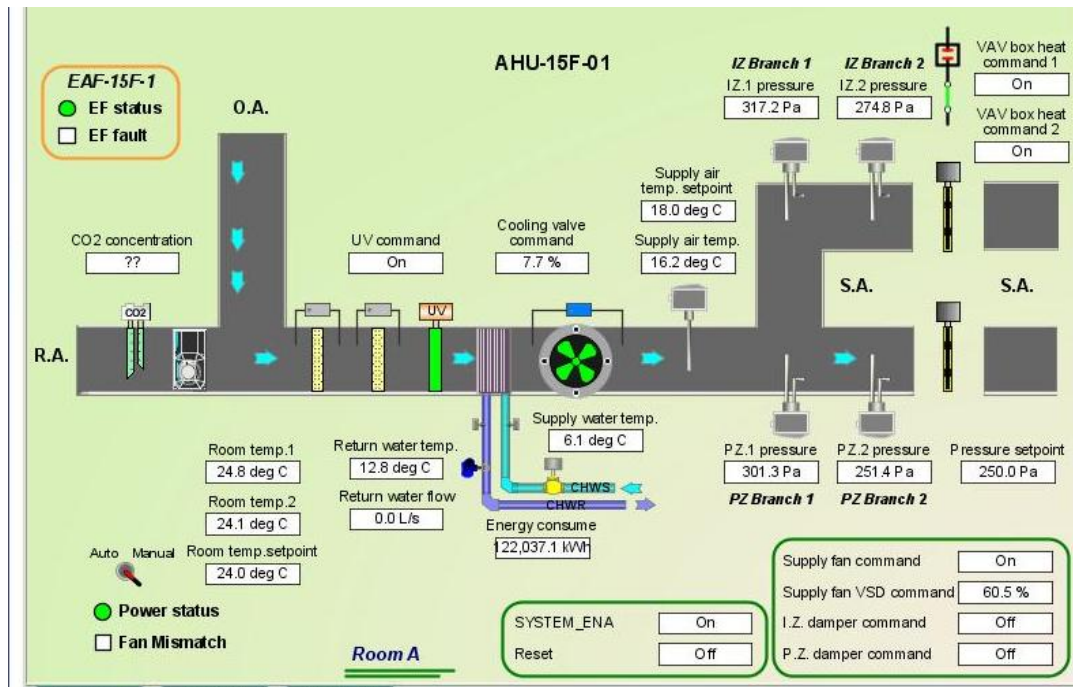 AHU-15F-01
EAF-15F-1
EF status
EF fault
O.A.
IZ Branch 1
IZ.1 pressure
317.2 Pa
IZ Branch 2
IZ.2 pressure
274.8 Pa
VAV box heat
command 1
On
VAV box heat
command 2
On
Supply air
temp. setpoint
18.0 deg C
Supply air temp.
16.2 deg C
CO2 concentration
??
UV command
On
Cooling valve
command
7.7 %
S.A.
S.A.
CO2
UV
R.A.
Supply water temp.
6.1 deg C
Room temp.1
24.8 deg C
Return water temp.
12.8 deg C
P.Z.1 pressure
301.3 Pa
PZ Branch 1
P.Z.2 pressure
251.4 Pa
PZ Branch 2
Pressure setpoint
250.0 Pa
Room temp.2
24.1 deg C
Return water flow
0.0 L/s
CHWS
CHWR
Energy consume
122,037.1 kWh
Auto Manual
Room temp.setpoint
24.0 deg C
Power status
Fan Mismatch
Room A
SYSTEM_ENA On
Reset Off
Supply fan command On
Supply fan VSD command 60.5 %
I.Z. damper command Off
P.Z. damper command Off